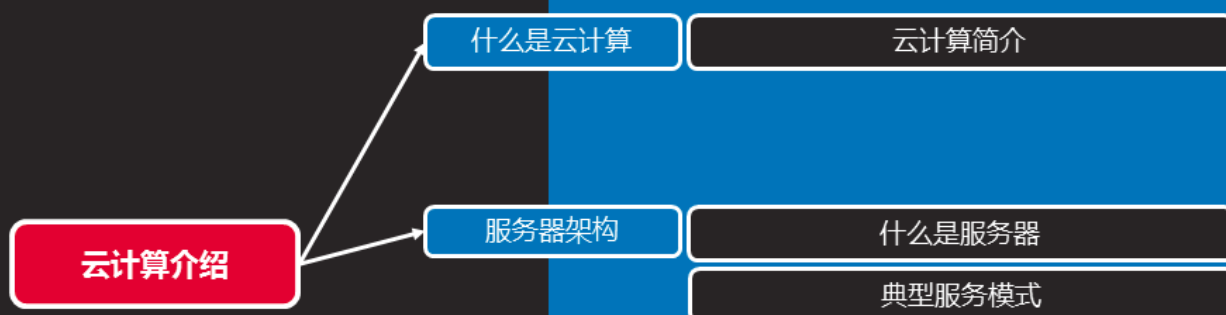 什么是云计算
云计算简介
服务器架构
什么是服务器
云计算介绍
典型服务模式